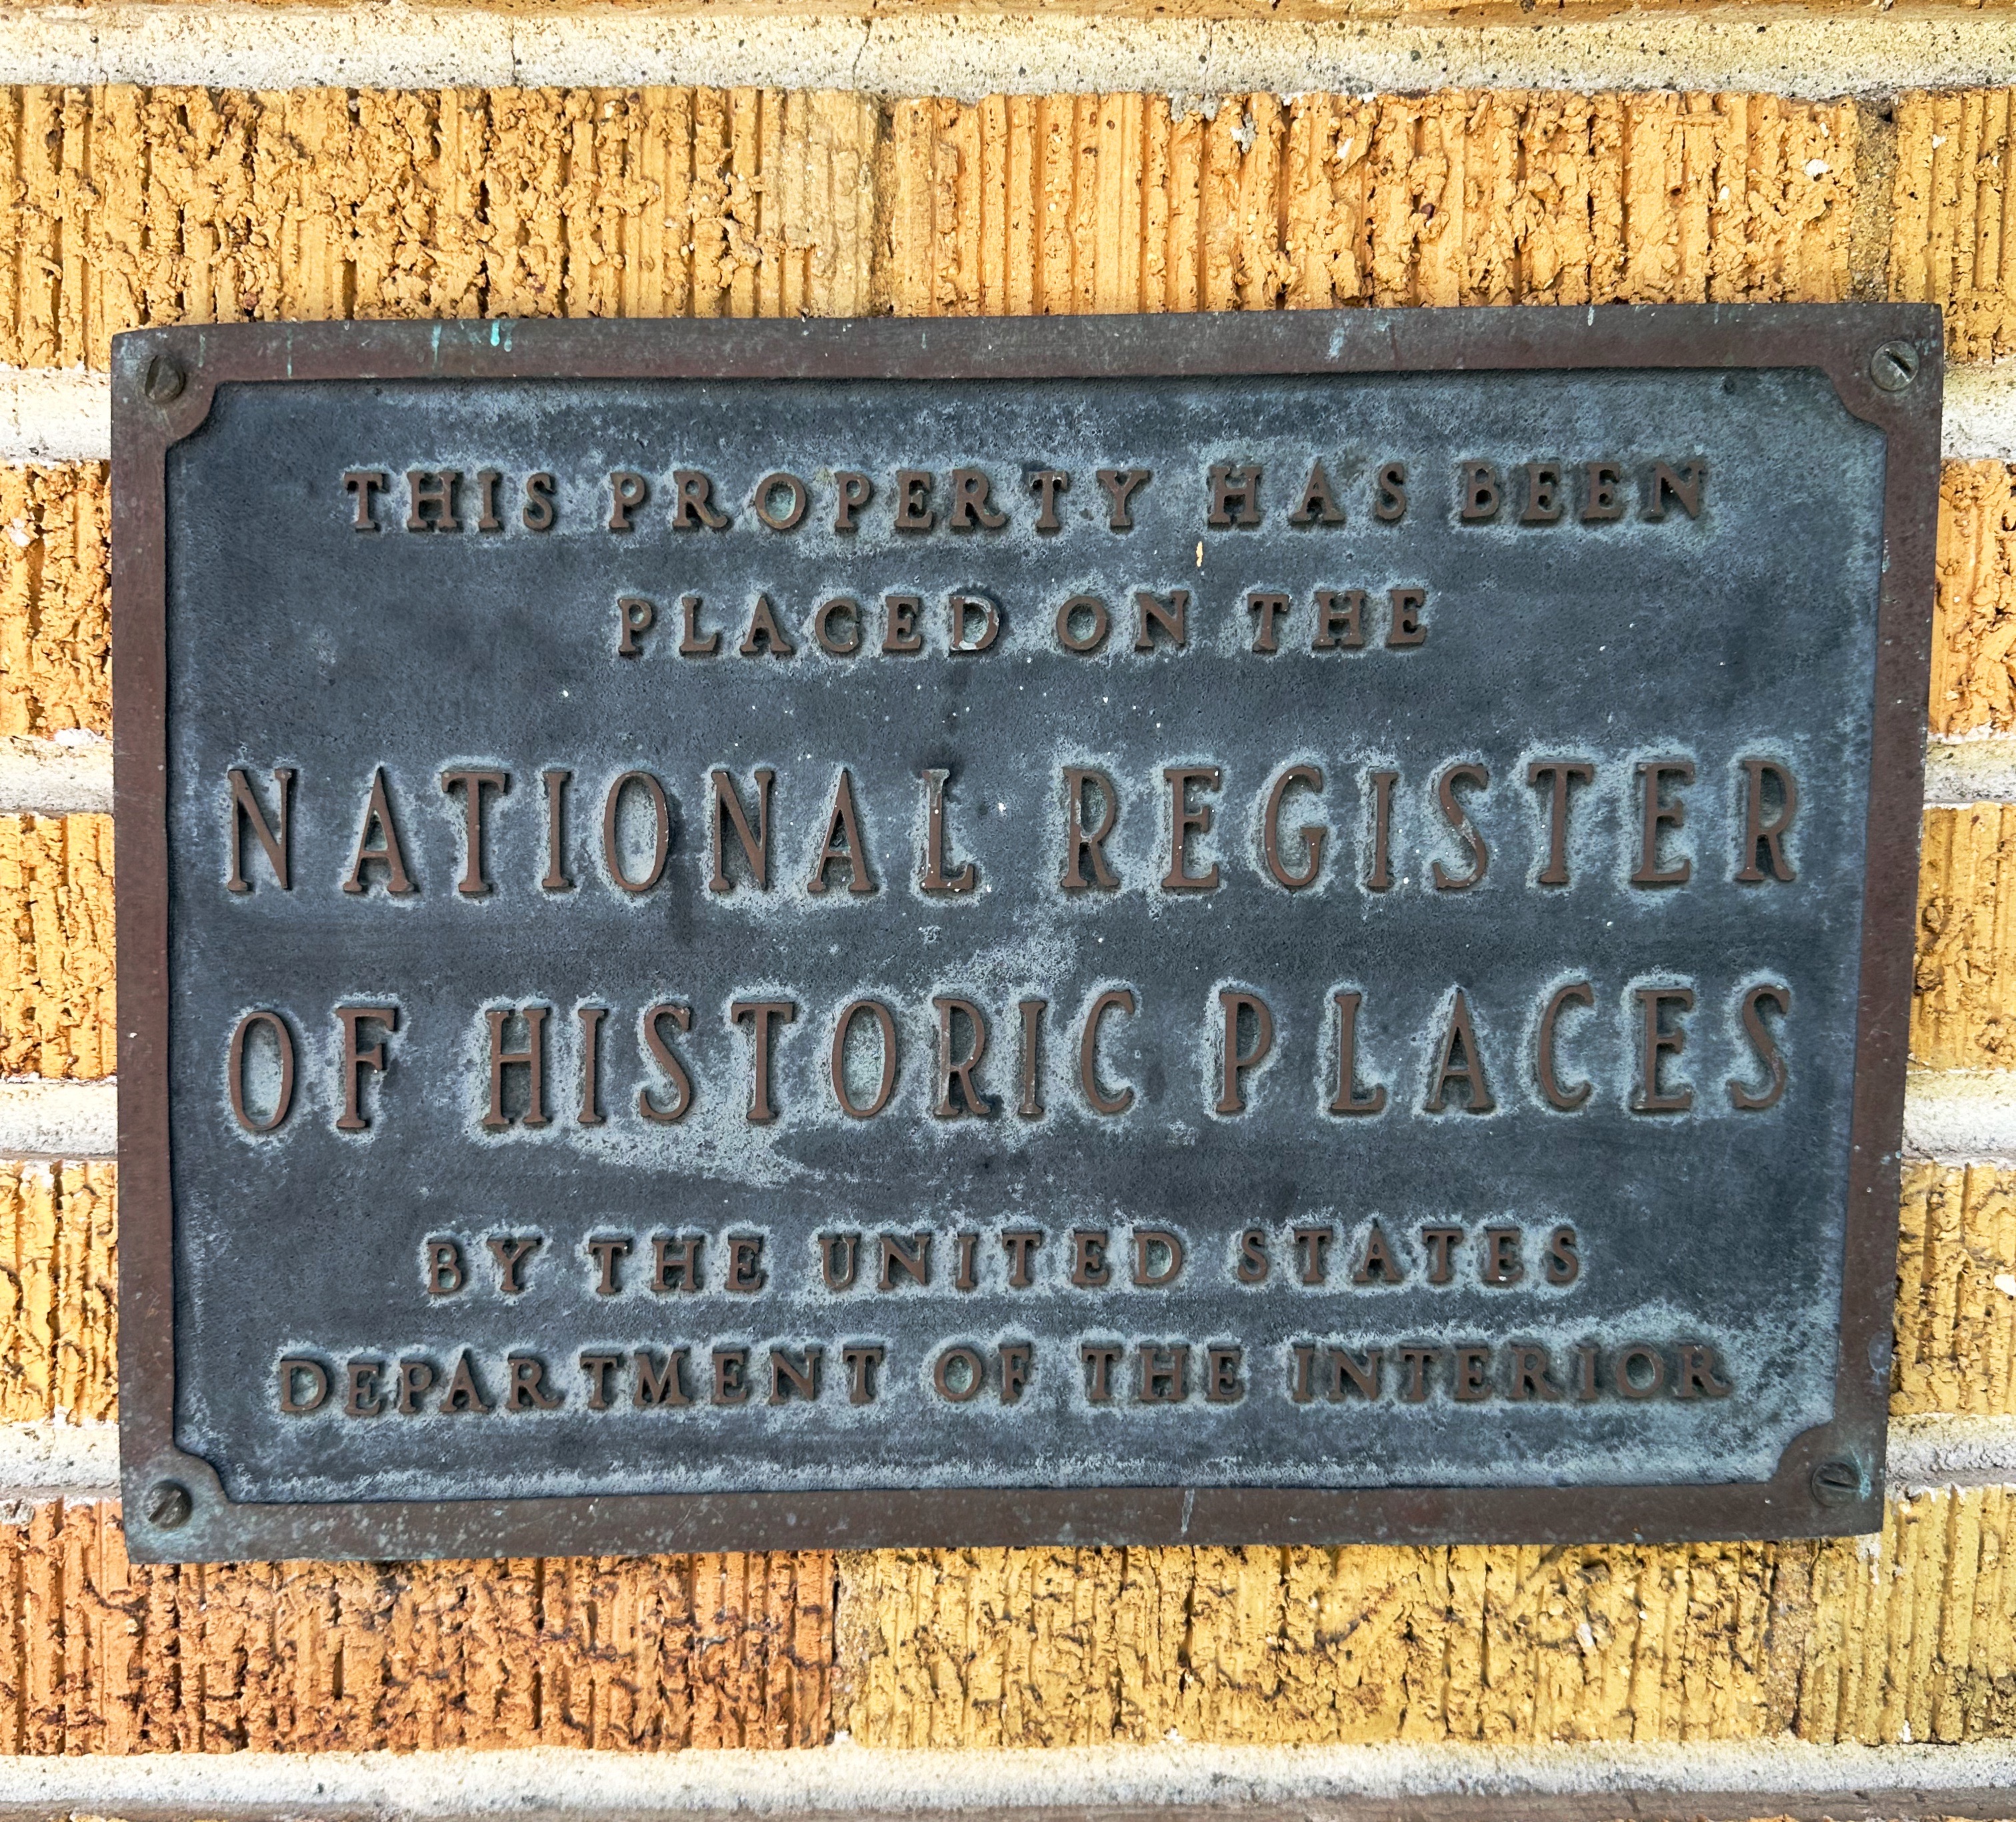 THIS PROPERTY HAS BEEN
PLACED ON THE
NATIONAL REGISTER
OF HISTORIC PLACES
BY THE UNITED STATES
DEPARTMENT OF THE INTERIOR